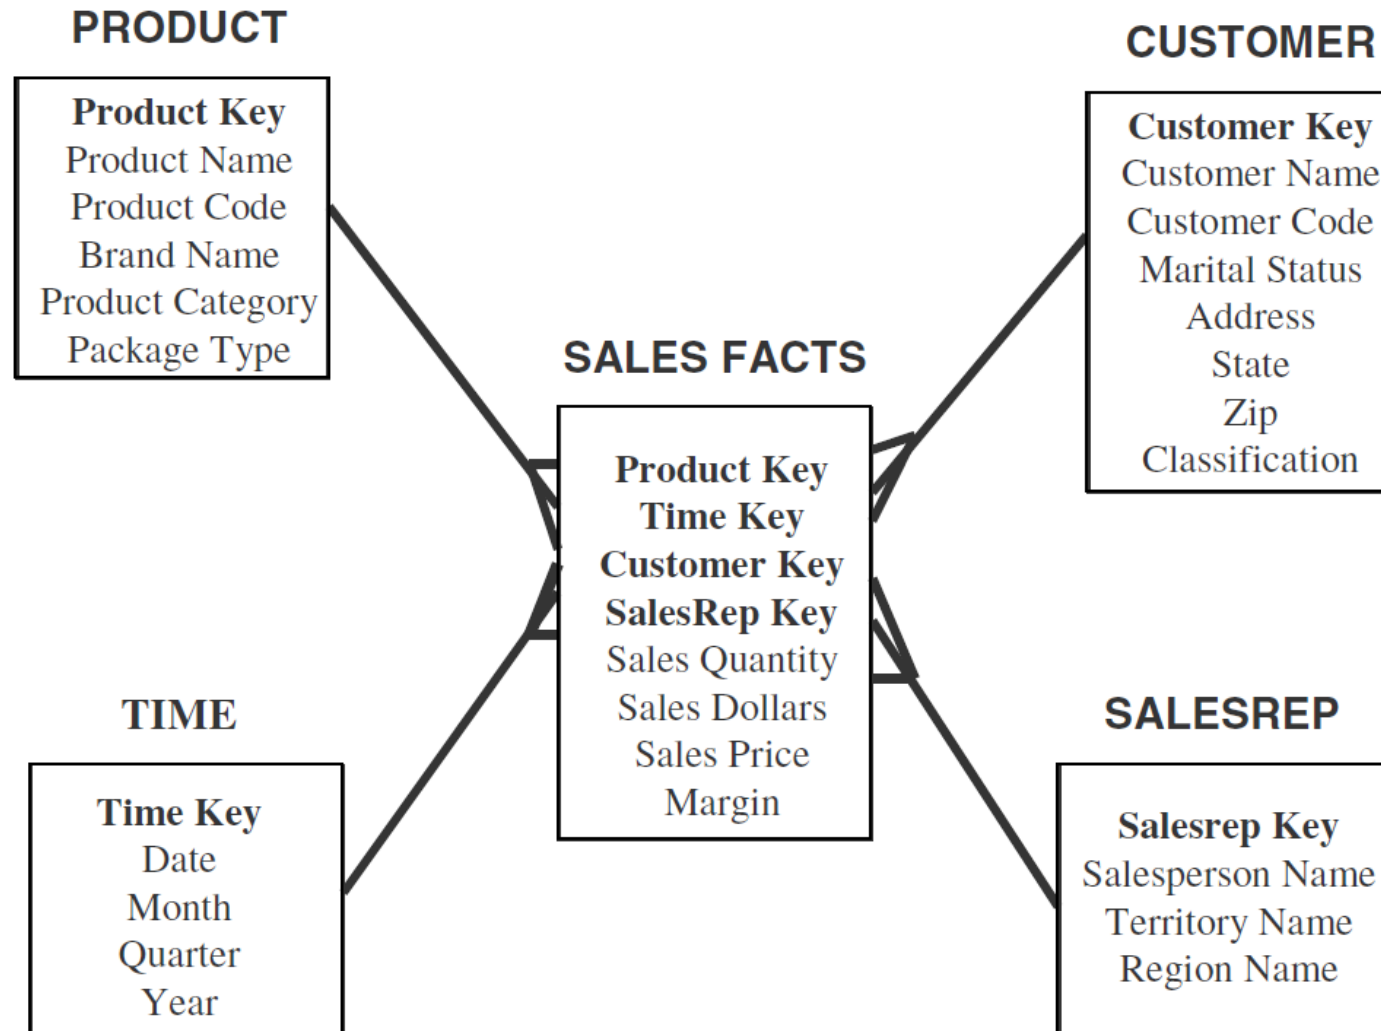 PRODUCT
Product Key
Product Name
Product Code
Brand Name
Product Category
Package Type
CUSTOMER
Customer Key
Customer Name
Customer Code
Marital Status
Address
State
Zip
Classification
SALES FACTS
Product Key
Time Key
Customer Key
SalesRep Key
Sales Quantity
Sales Dollars
Sales Price
Margin
TIME
Time Key
Date
Month
Quarter
Year
SALESREP
Salesrep Key
Salesperson Name
Territory Name
Region Name